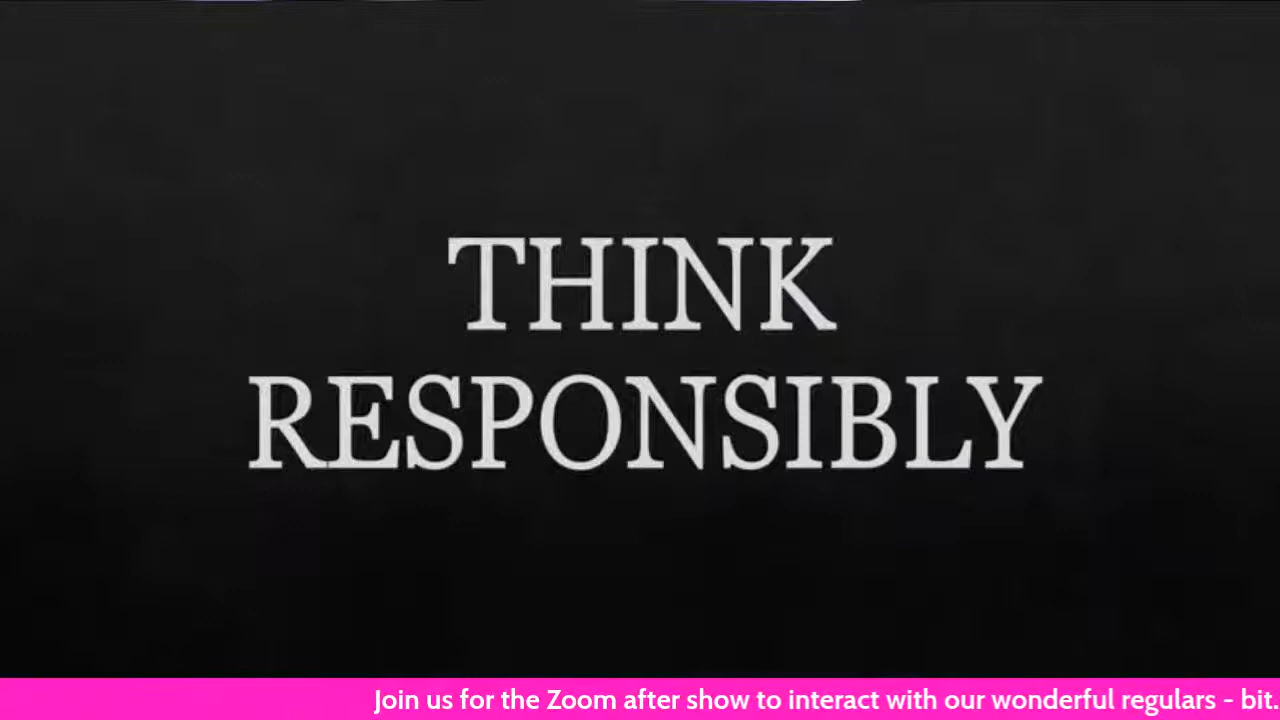 THINK
RESPONSIBLY
Join us for the Zoom after show to interact with our wonderful regulars - bit.